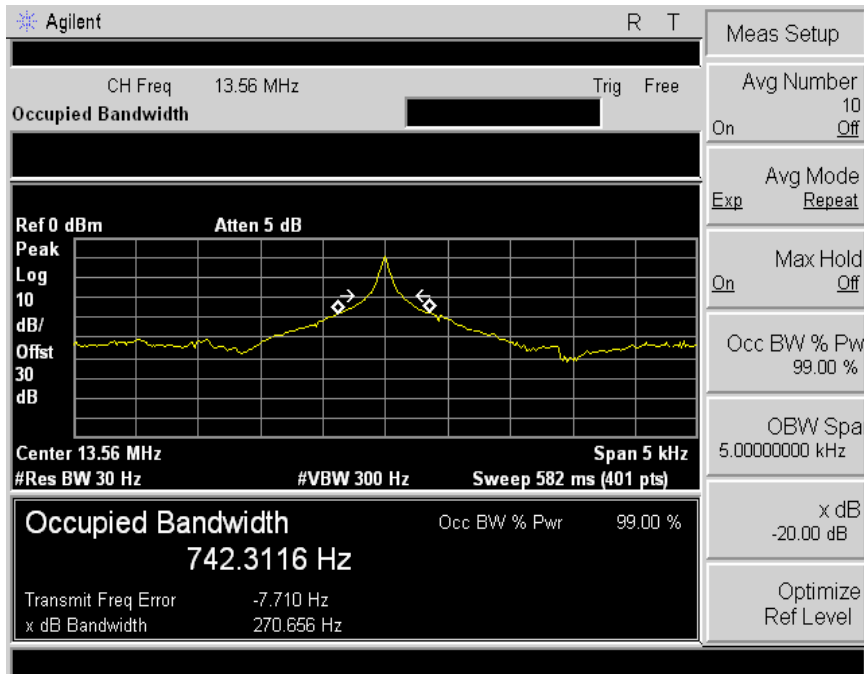 Agilent R T
CH Freq 13.56 MHz Trig Free
Occupied Bandwidth
Ref 0 dBm Atten 5 dB
Peak
Log
10
dB/
Offst
30
dB
Center 13.56 MHz Span 5 kHz
#Res BW 30 Hz #VBW 300 Hz Sweep 582 ms (401 pts)
Occupied Bandwidth Occ BW % Pwr 99.00 %
742.3116 Hz
Transmit Freq Error -7.710 Hz
x dB Bandwidth 270.656 Hz
Meas Setup
Avg Number
10
On Off
Avg Mode
Exp Repeat
Max Hold
On Off
Occ BW % Pw
99.00 %
OBW Spa
5.00000000 kHz
x dB
-20.00 dB
Optimize
Ref Level